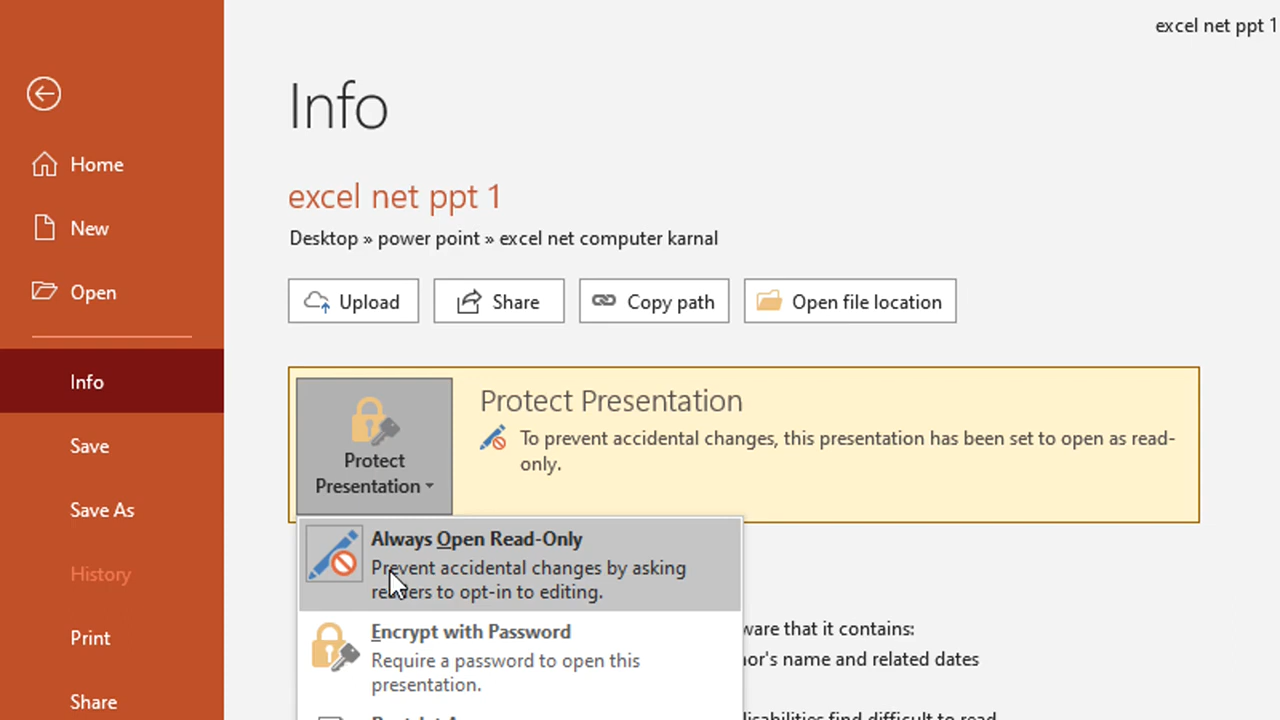 excel net ppt 1
Info
Home
New
Open
Info
Save
Save As
History
Print
Share
excel net ppt 1
Desktop » power point » excel net computer karnal
Upload
Share
Copy path
Open file location
Protect
Presentation
Protect Presentation
To prevent accidental changes, this presentation has been set to open as read-
only.
Always Open Read-Only
Prevent accidental changes by asking
readers to opt-in to editing.
Encrypt with Password
Require a password to open this
presentation.
that it contains:
name and related dates
find difficult to read